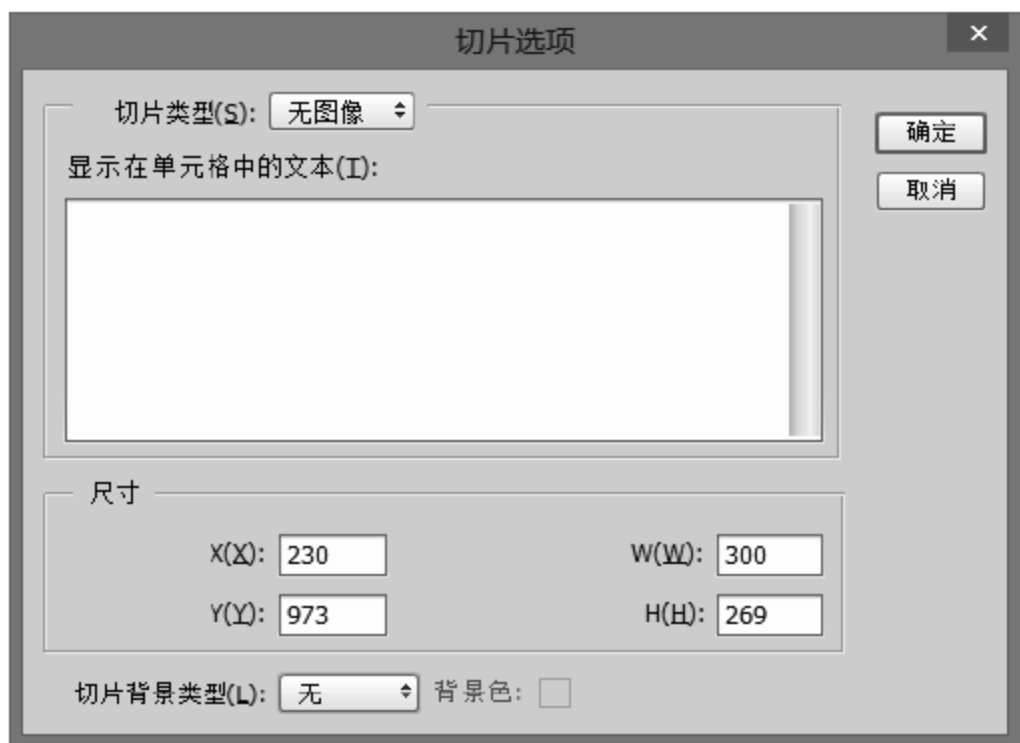 切片选项
×
切片类型(S): 无图像
确定
显示在单元格中的文本(T):
取消
尺寸
X(X): 230 W(W): 300
Y(Y): 973 H(H): 269
切片背景类型(L): 无 背景色: